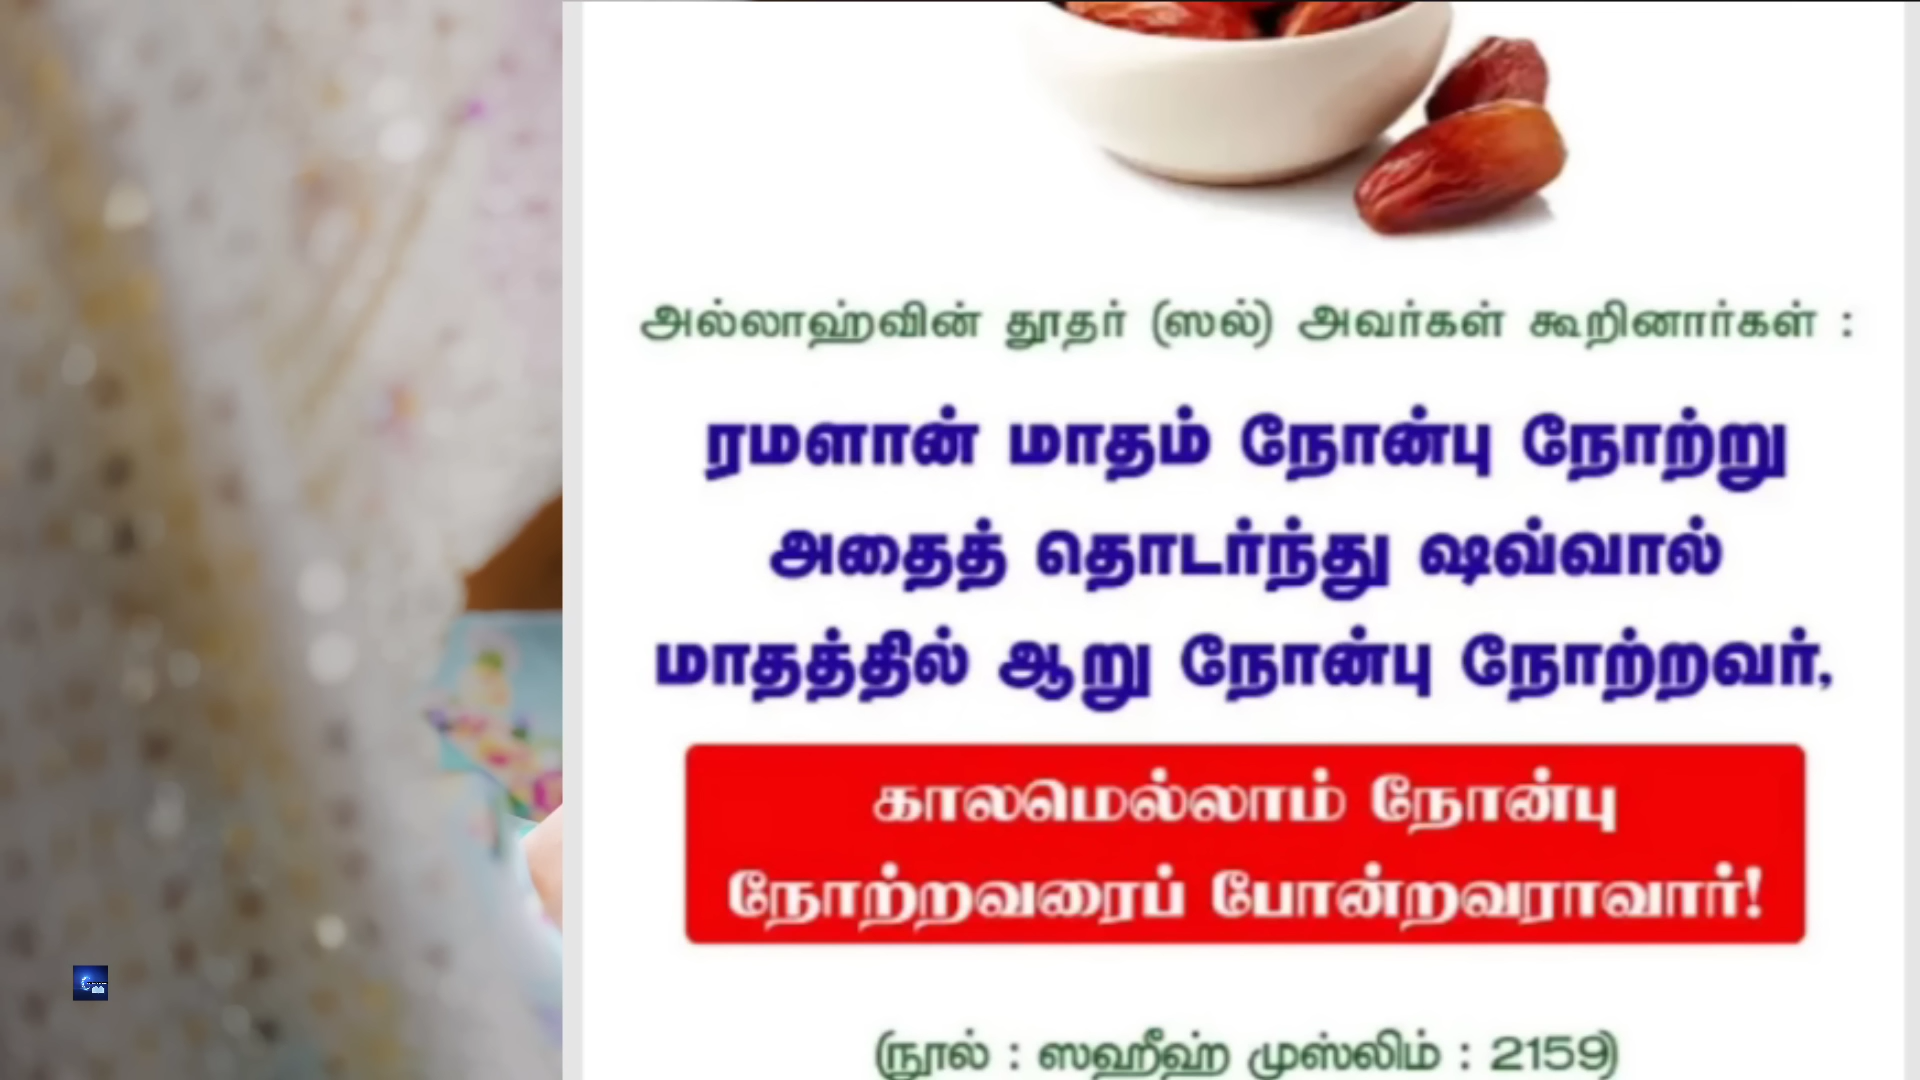 அல்லாஹ்வின் தூதர் (ஸல்) அவர்கள் கூறினார்கள் :
ரமளான் மாதம் நோன்பு நோற்று
அதைத் தொடர்ந்து ஷவ்வால்
மாதத்தில் ஆறு நோன்பு நோற்றவர்,
காலமெல்லாம் நோன்பு
நோற்றவரைப் போன்றவராவார்!
(நூல் : ஸஹீஹ் முஸ்லிம் : 2159)